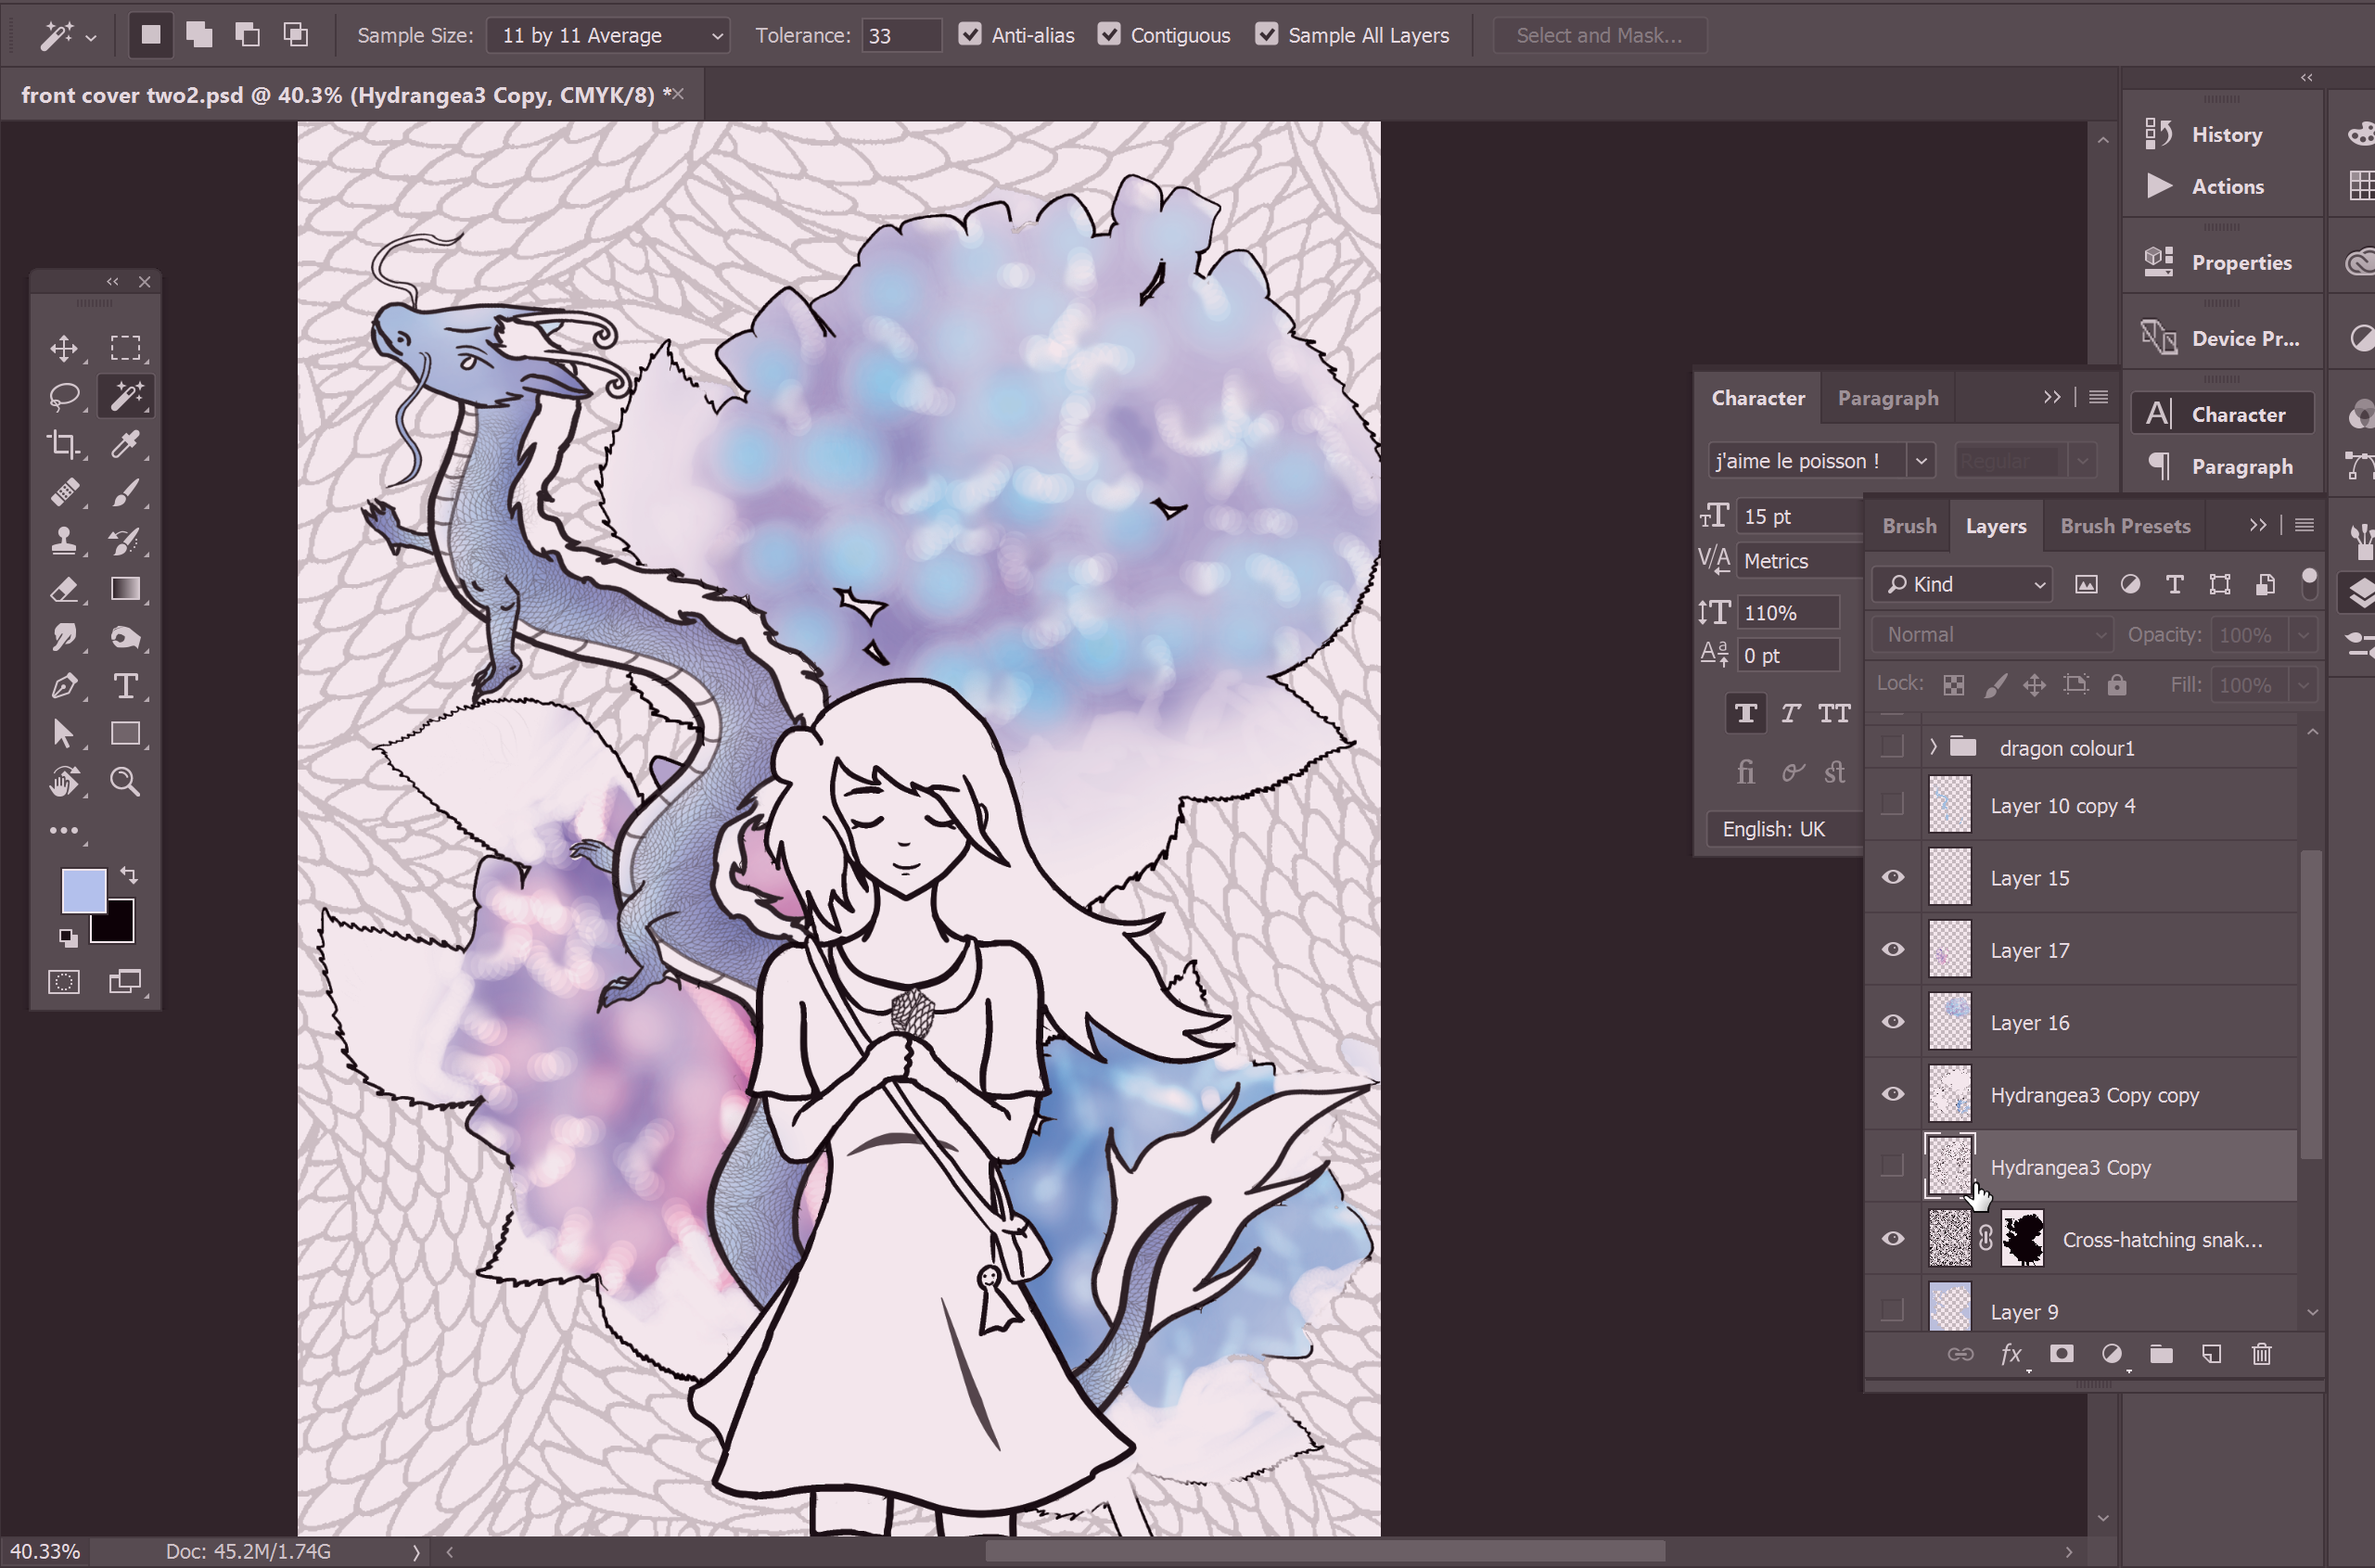 Sample Size: 11 by 11 Average Tolerance: 33 Anti-alias Contiguous Sample All Layers Select and Mask...
front cover two2.psd @ 40.3% (Hydrangea3 Copy, CMYK/8) *
History
Actions
Properties
Device Pr...
Character
Paragraph
Character Paragraph
j'aime le poisson ! Regular
15 pt
Metrics
110%
0 pt
English: UK
Brush Layers Brush Presets
Kind
Normal Opacity: 100%
Lock: Fill: 100%
dragon colour1
Layer 10 copy 4
Layer 15
Layer 17
Layer 16
Hydrangea3 Copy copy
Hydrangea3 Copy
Cross-hatching snak...
Layer 9
fx
40.33% Doc: 45.2M/1.74G